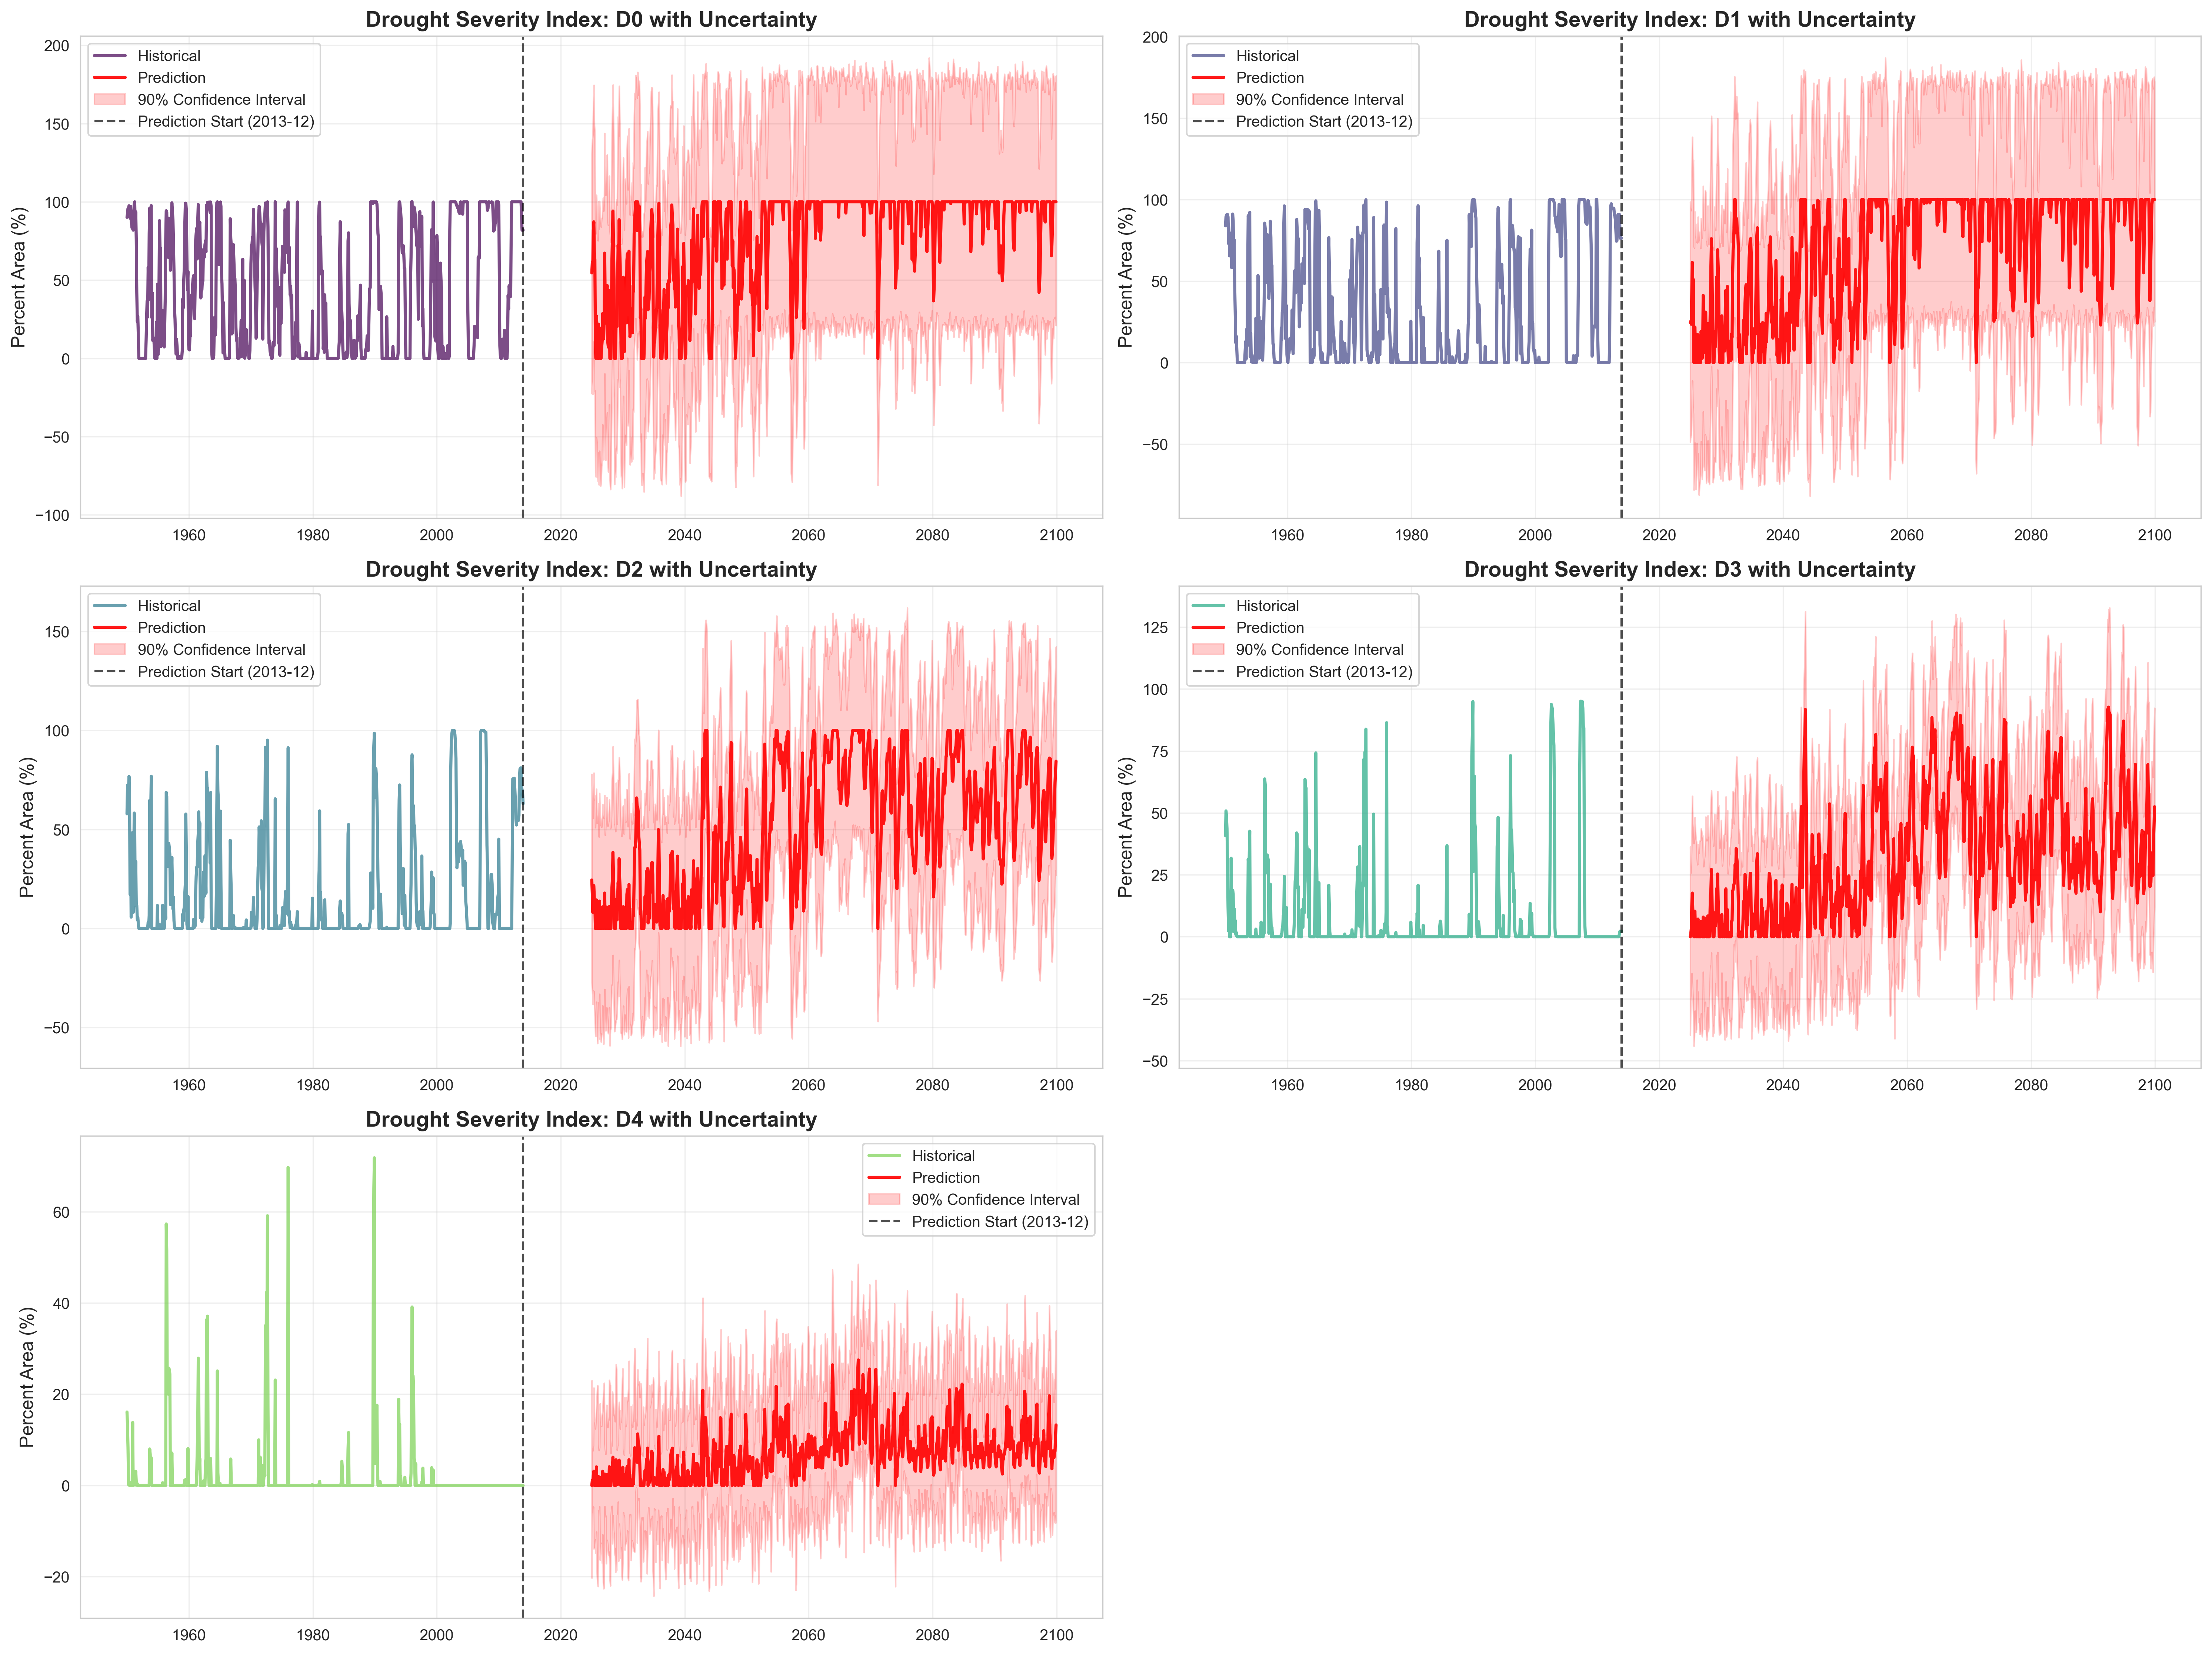 Drought Severity Index: D0 with Uncertainty
Percent Area (%)
200
150
100
50
0
−50
−100
Historical
Prediction
90% Confidence Interval
Prediction Start (2013-12)
1960 1980 2000 2020 2040 2060 2080 2100
Drought Severity Index: D1 with Uncertainty
Percent Area (%)
200
150
100
50
0
−50
Historical
Prediction
90% Confidence Interval
Prediction Start (2013-12)
1960 1980 2000 2020 2040 2060 2080 2100
Drought Severity Index: D2 with Uncertainty
Percent Area (%)
150
100
50
0
−50
Historical
Prediction
90% Confidence Interval
Prediction Start (2013-12)
1960 1980 2000 2020 2040 2060 2080 2100
Drought Severity Index: D3 with Uncertainty
Percent Area (%)
125
100
75
50
25
0
−25
−50
Historical
Prediction
90% Confidence Interval
Prediction Start (2013-12)
1960 1980 2000 2020 2040 2060 2080 2100
Drought Severity Index: D4 with Uncertainty
Percent Area (%)
60
40
20
0
−20
Historical
Prediction
90% Confidence Interval
Prediction Start (2013-12)
1960 1980 2000 2020 2040 2060 2080 2100